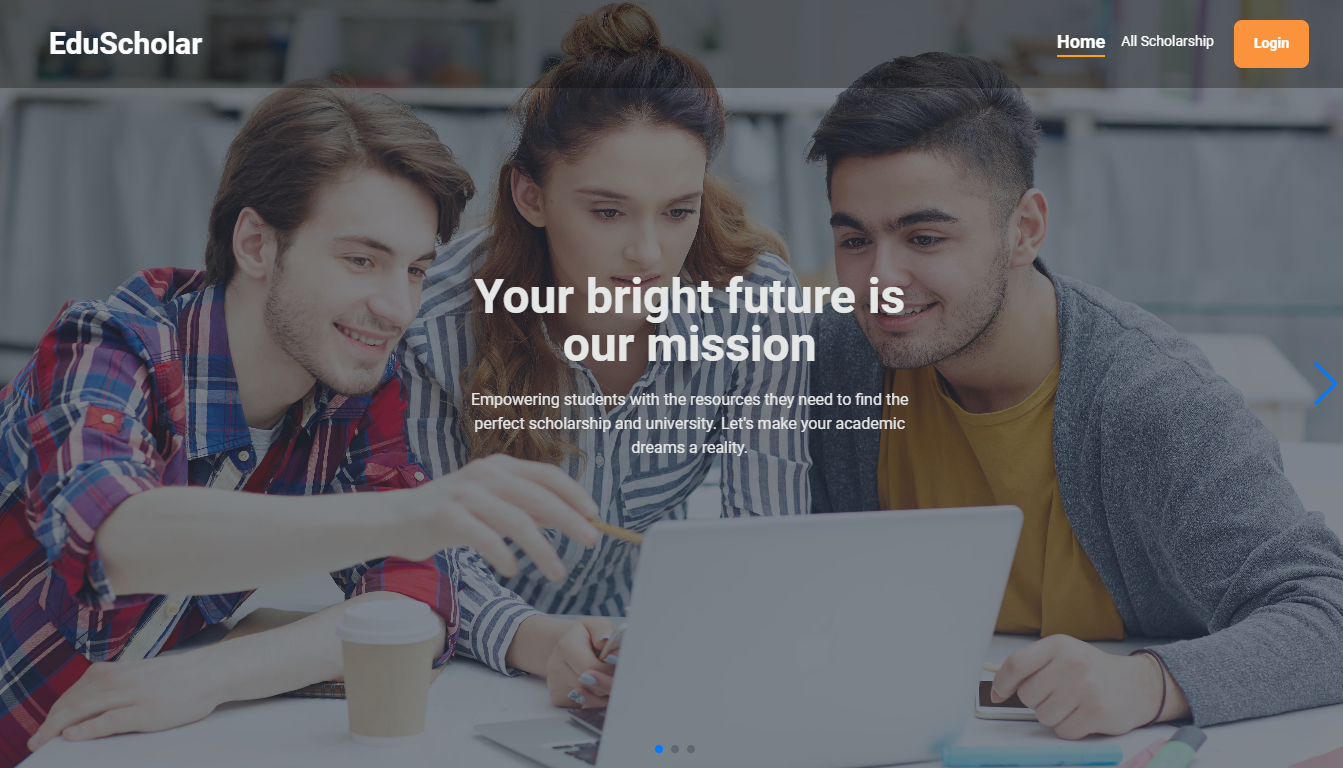 EduScholar
Home
All Scholarship
Login
Your bright future is
our mission
Empowering students with the resources they need to find the
perfect scholarship and university. Let's make your academic
dreams a reality.